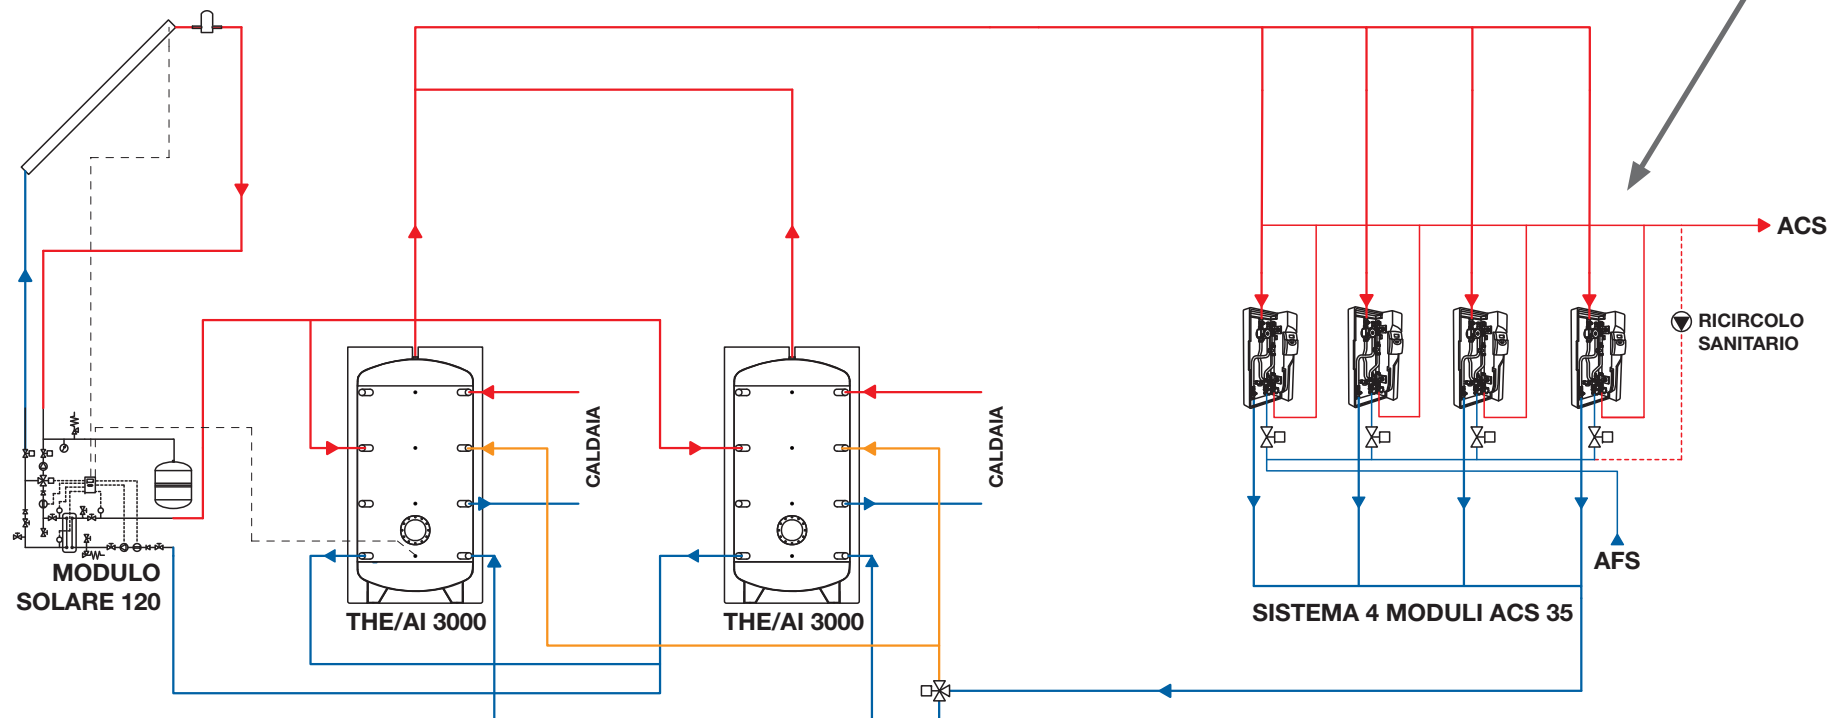 ACS
RICIRCOLO
SANITARIO
CALDAIA
CALDAIA
AFS
MODULO
SOLARE 120
THE/AI 3000
THE/AI 3000
SISTEMA 4 MODULI ACS 35